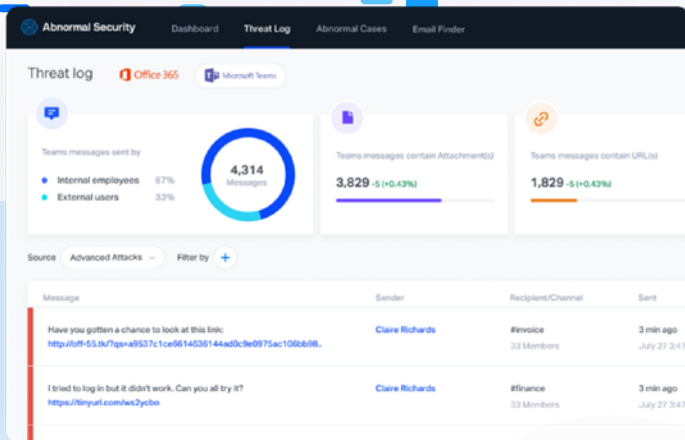 Abnormal Security
Dashboard
Threat Log
Abnormal Cases
Email Finder
Threat log
Office 365
Microsoft Teams
Teams messages sent by
Internal employees 67%
External users 33%
4,314
Messages
Teams messages contain Attachment(s)
3,829 -5 (+0.43%)
Teams messages contain URL(s)
1,829 -5 (+0.43%)
Source Advanced Attacks Filter by +
Message Sender Recipient/Channel Sent
Have you gotten a chance to look at this link: Claire Richards #invoice 3 min ago
33 Members July 27 3:47
I tried to log in but it didn't work. Can you all try it? Claire Richards #finance 3 min ago
https://tinyurl.com/ws2ycbo 33 Members July 27 3:47